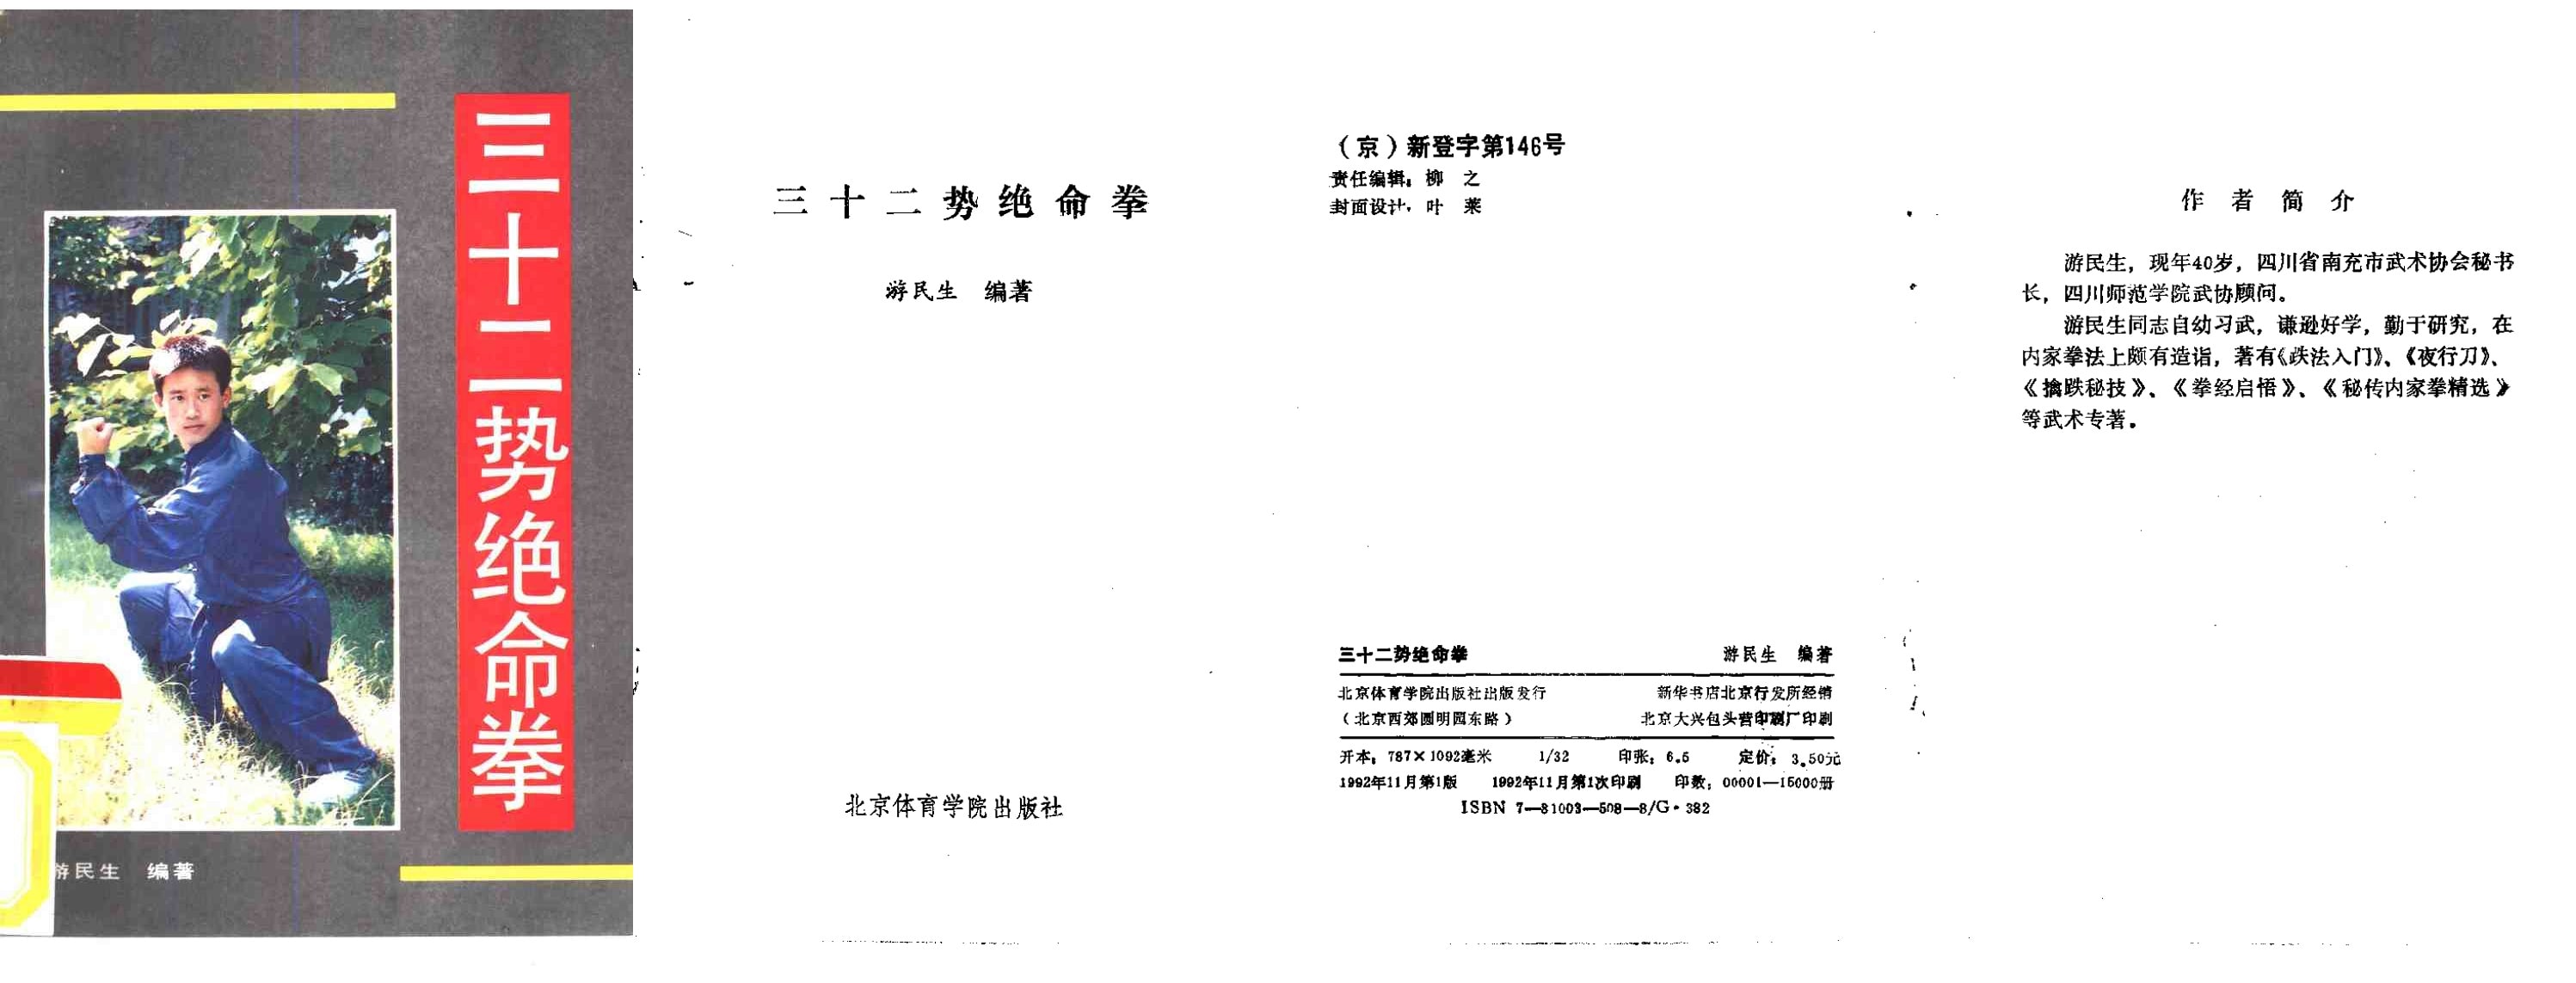 三十二势绝命拳
游民生 编著
三十二势绝命拳
游民生 编著
北京体育学院出版社
(京)新登字第146号
责任编辑：柳 之
封面设计：叶 莱
三十二势绝命拳 游民生 编著
北京体育学院出版社出版发行 新华书店北京行发所经销
(北京西郊圆明园东路) 北京大兴包头营印刷厂印刷
开本：787×1092毫米 1/32 印张：6.5 定价：3.50元
1992年11月第1版 1992年11月第1次印刷 印数：00001—15000册
ISBN 7—81003—508—8/G·382
作者简介
游民生，现年40岁，四川省南充市武术协会秘书
长，四川师范学院武协顾问。
游民生同志自幼习武，谦逊好学，勤于研究，在
内家拳法上颇有造诣，著有《跌法入门》、《夜行刀》、
《擒跌秘技》、《拳经启悟》、《秘传内家拳精选》
等武术专著。